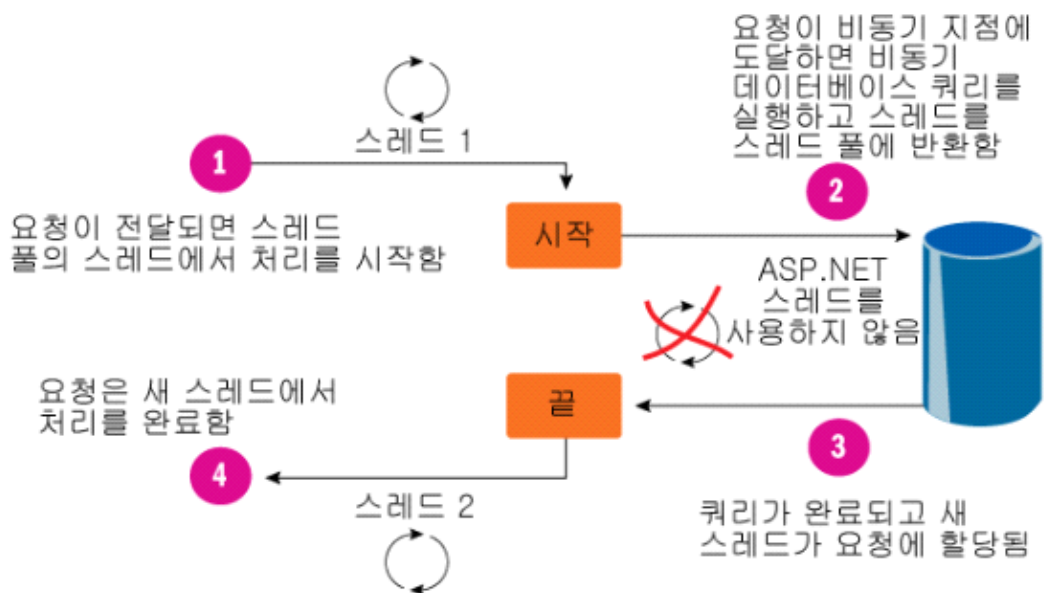 스레드 1
1
요청이 전달되면 스레드
풀의 스레드에서 처리를 시작함
시작
요청이 비동기 지점에
도달하면 비동기
데이터베이스 쿼리를
실행하고 스레드를
스레드 풀에 반환함
2
ASP.NET
스레드를
사용하지 않음
3
쿼리가 완료되고 새
스레드가 요청에 할당됨
끝
요청은 새 스레드에서
처리를 완료함
4
스레드 2